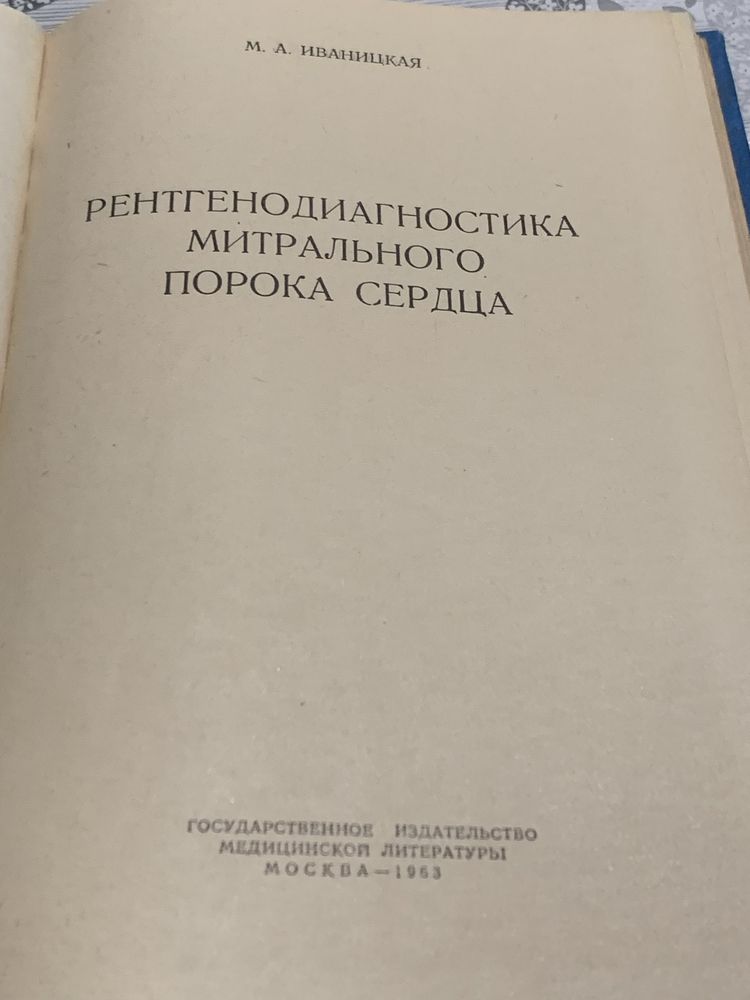 М. А. ИВАНИЦКАЯ
РЕНТГЕНОДИАГНОСТИКА
МИТРАЛЬНОГО
ПОРОКА СЕРДЦА
ГОСУДАРСТВЕННОЕ ИЗДАТЕЛЬСТВО
МЕДИЦИНСКОЙ ЛИТЕРАТУРЫ
МОСКВА — 1963